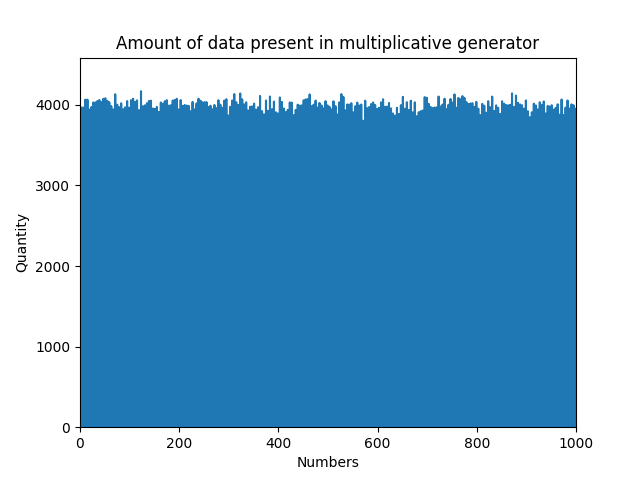 Amount of data present in multiplicative generator
4000
3000
2000
1000
0
Quantity
0 200 400 600 800 1000
Numbers